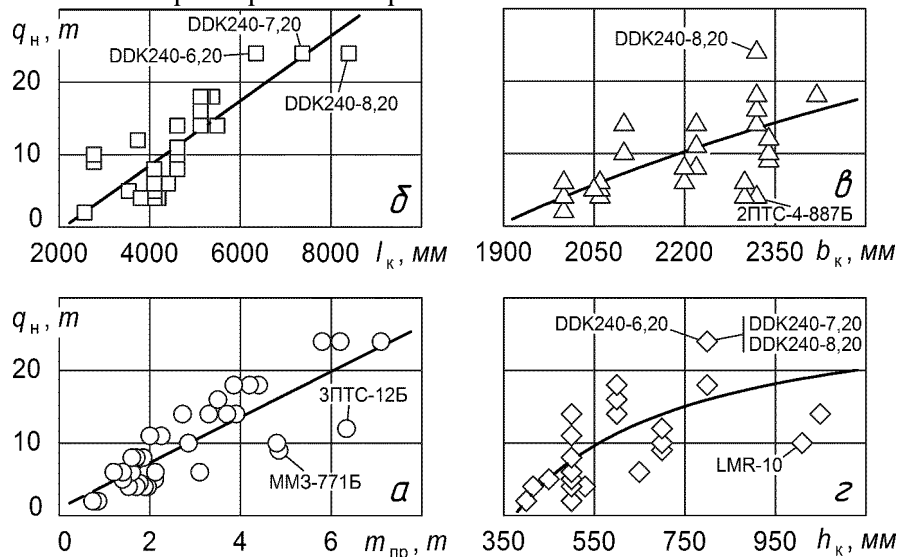 q н , т
20
10
0
DDK240-7,20
DDK240-6,20
DDK240-8,20
б
2000 4000 6000 8000 l к , мм
DDK240-8,20
2ПТС-4-887Б
в
1900 2050 2200 2350 b к , мм
q н , т
20
10
0
3ПТС-12Б
ММЗ-771Б
а
0 2 4 6 m пр , т
DDK240-6,20
DDK240-7,20
DDK240-8,20
LMR-10
г
350 550 750 950 h к , мм